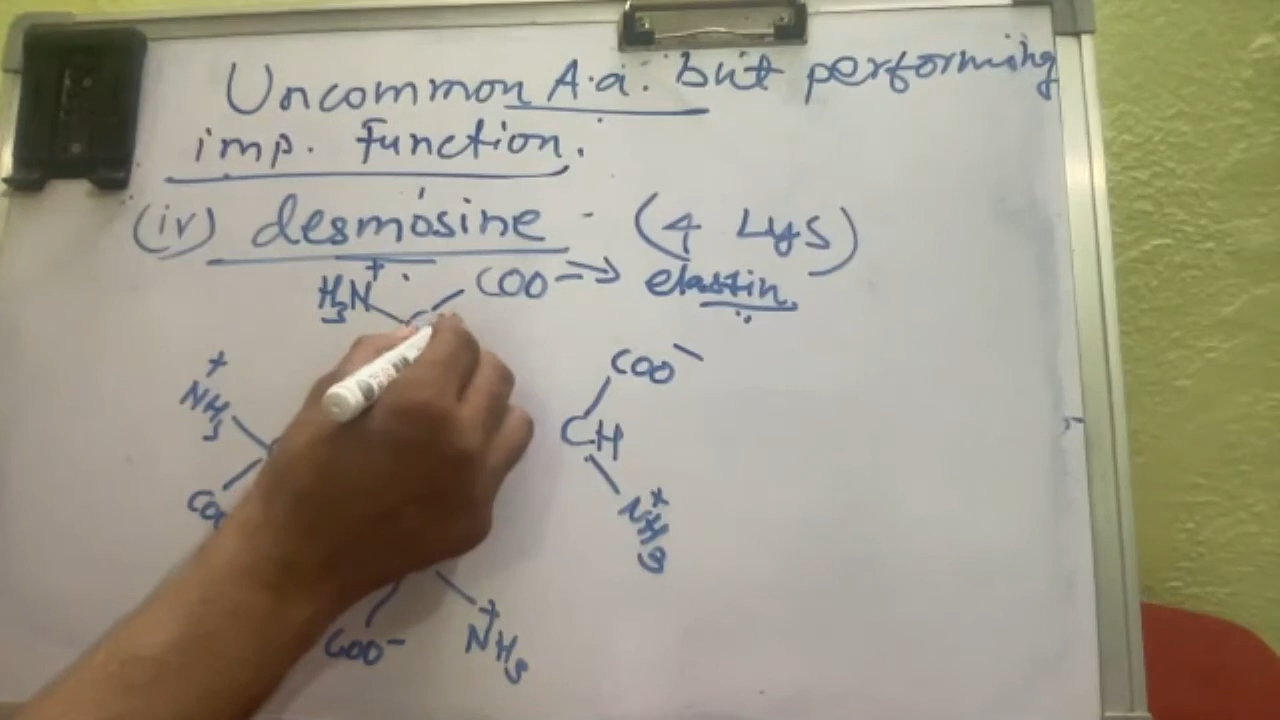 Uncommon A.a. but performing
imp. function.
(iv) desmosine - (4 Lys)
H3N+ COO- → elastin
COO-
+NH3
CH
+NH3
COO-
+NH3